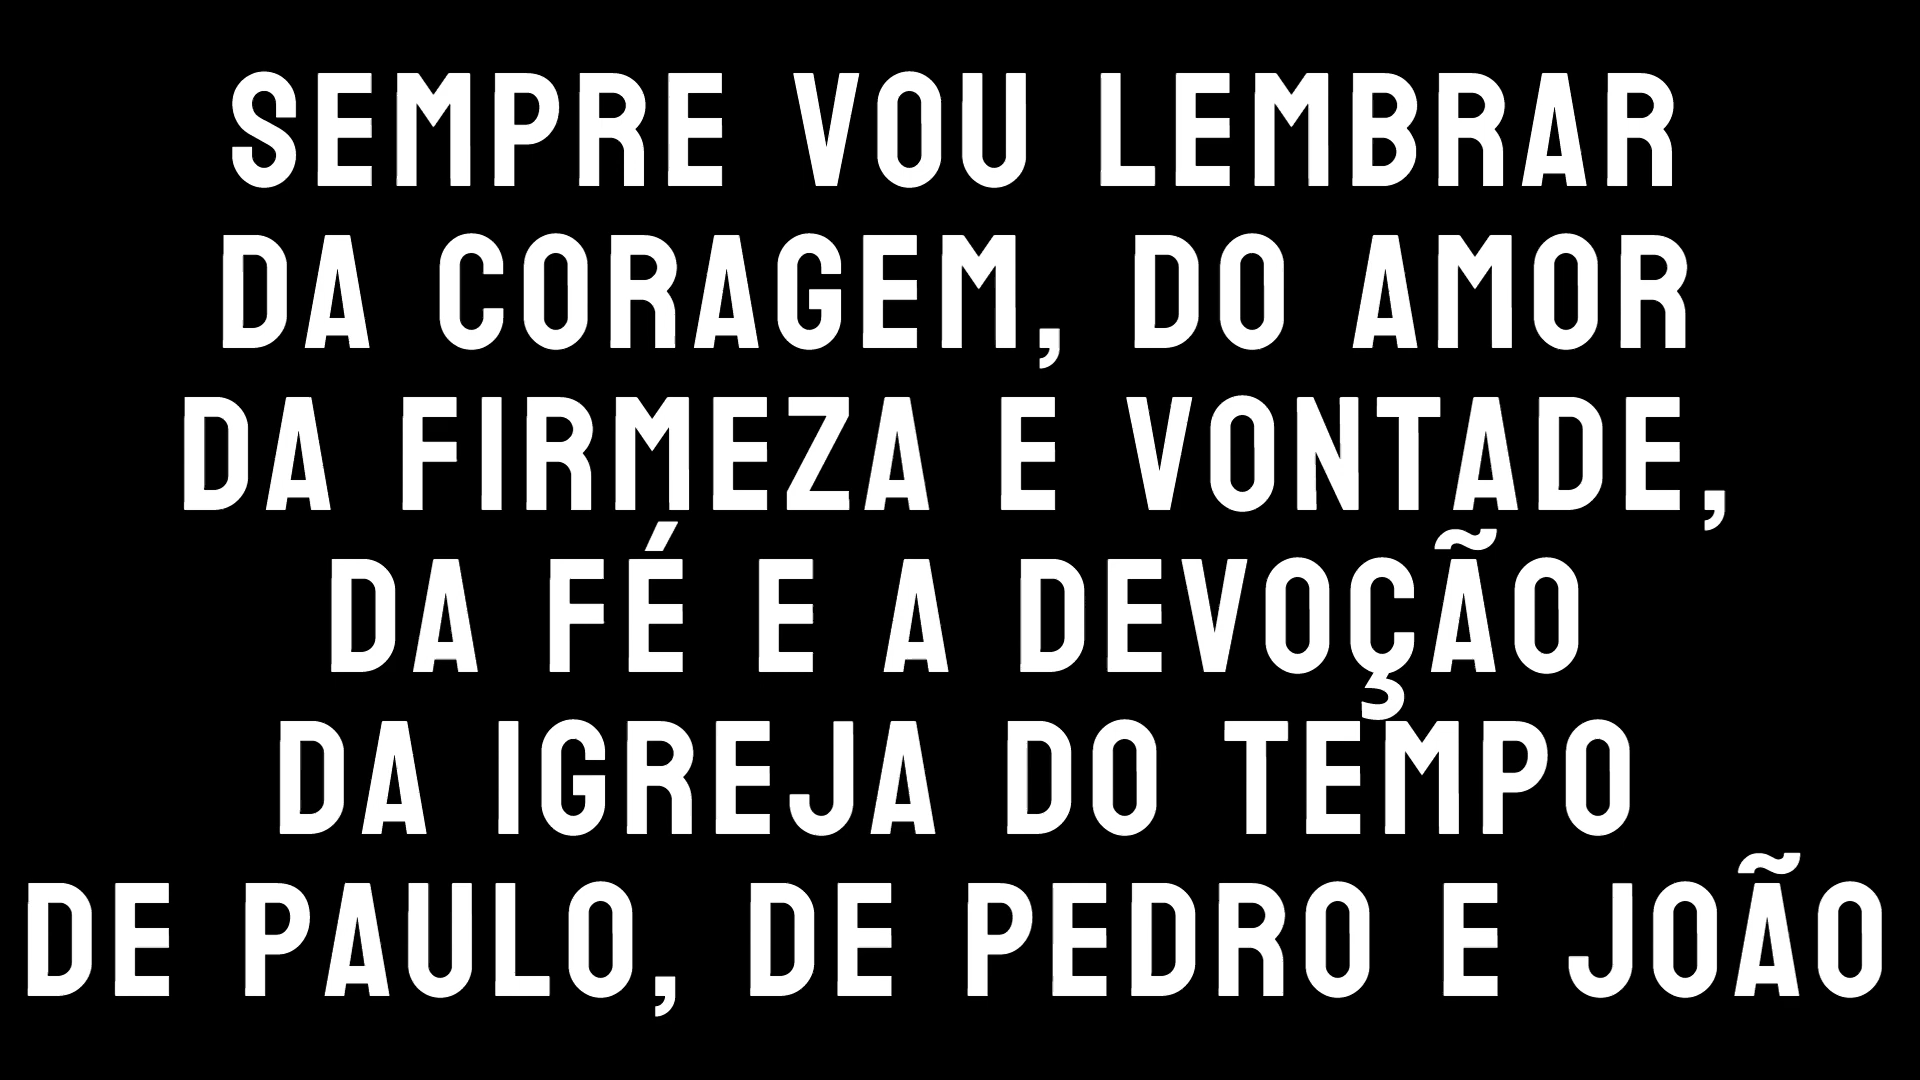 SEMPRE VOU LEMBRAR
DA CORAGEM, DO AMOR
DA FIRMEZA E VONTADE,
DA FÉ E A DEVOÇÃO
DA IGREJA DO TEMPO
DE PAULO, DE PEDRO E JOÃO